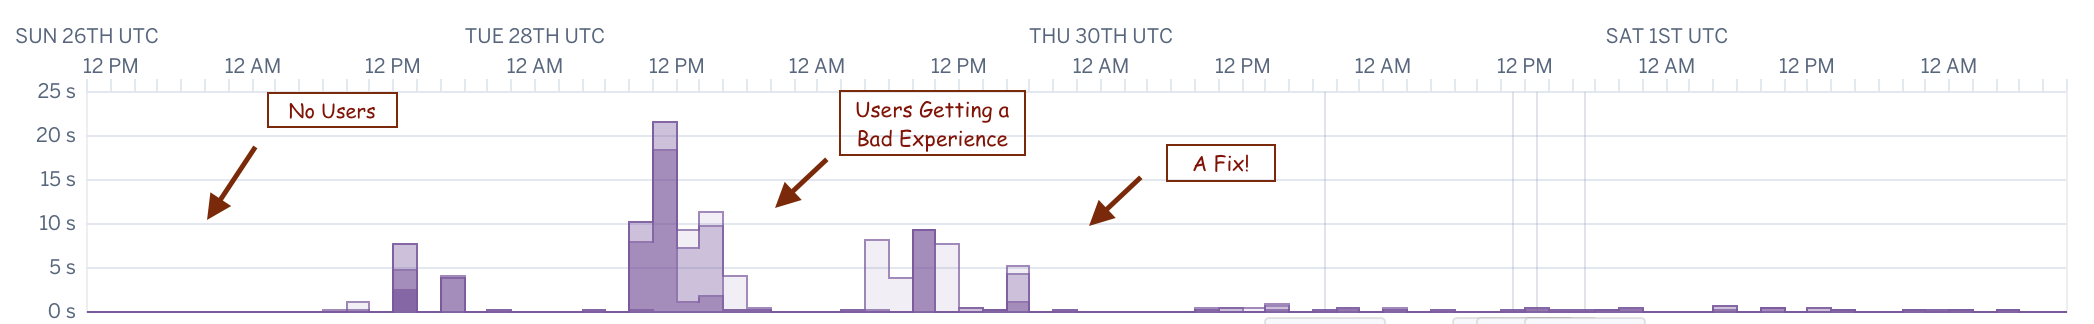 SUN 26TH UTC TUE 28TH UTC THU 30TH UTC SAT 1ST UTC
12 PM 12 AM 12 PM 12 AM 12 PM 12 AM 12 PM 12 AM 12 PM 12 AM 12 PM 12 AM 12 PM 12 AM
25 s
No Users
Users Getting a
Bad Experience
20 s
A Fix!
15 s
10 s
5 s
0 s